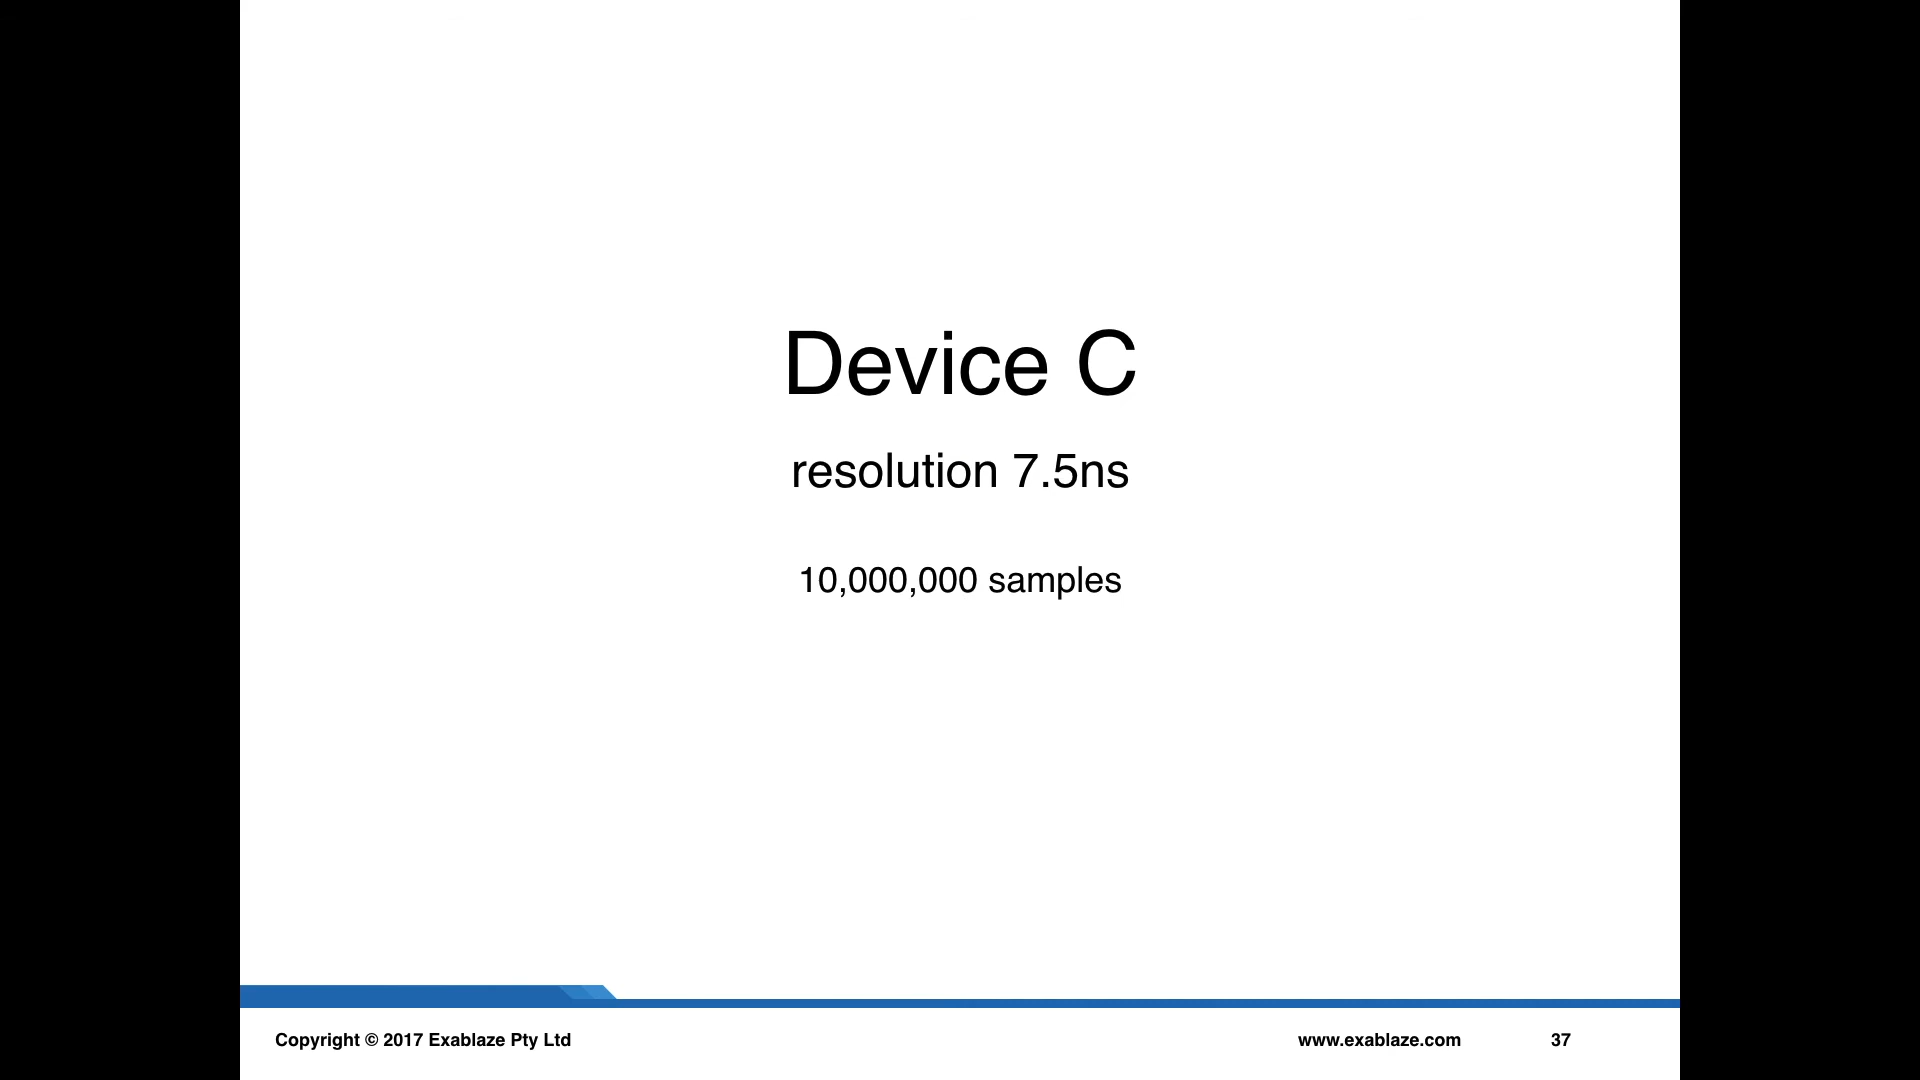 Device C
resolution 7.5ns
10,000,000 samples
Copyright © 2017 Exablaze Pty Ltd
www.exablaze.com
37